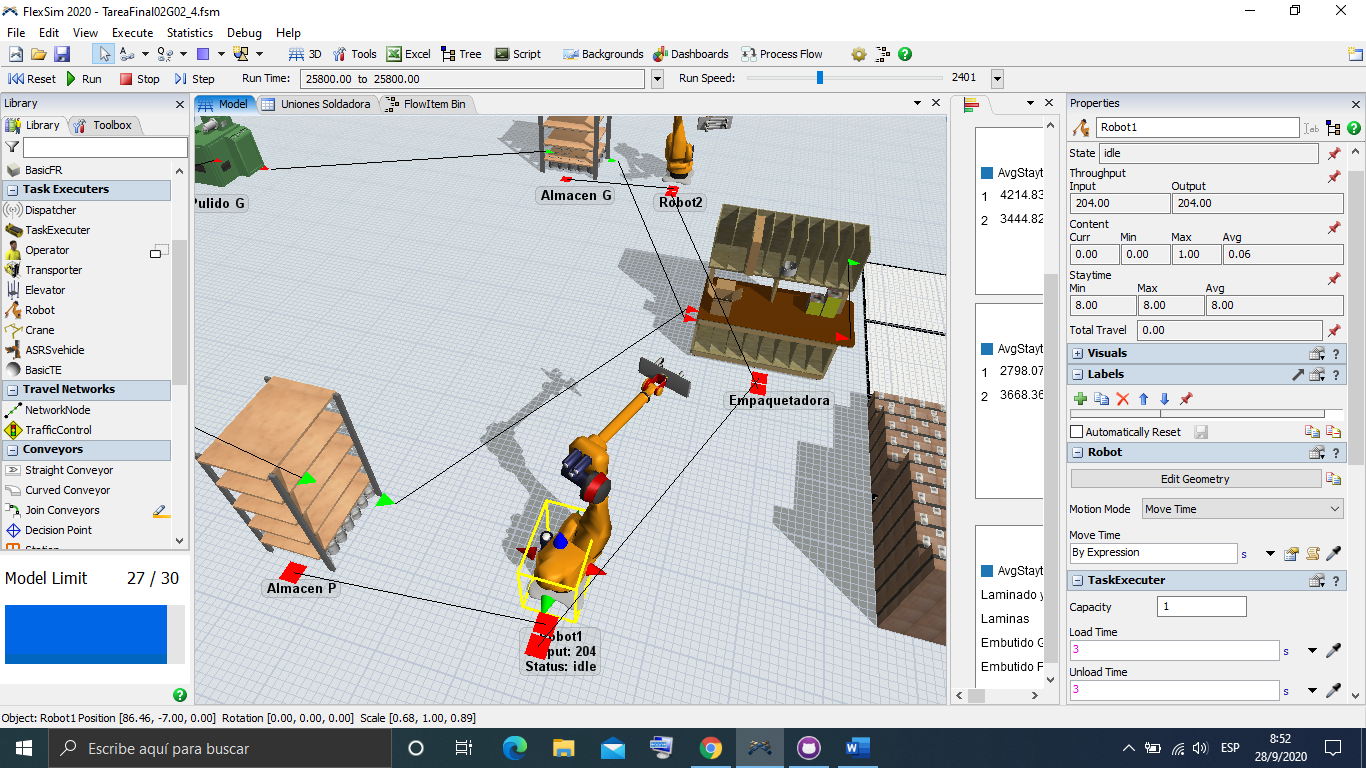 FlexSim 2020 - TareaFinal02G02_4.fsm
File Edit View Execute Statistics Debug Help
3D Tools Excel Tree Script Backgrounds Dashboards Process Flow
Reset Run Stop Step Run Time: 25800.00 to 25800.00 Run Speed: 2401
Library
Library Toolbox
BasicFR
Task Executers
Dispatcher
TaskExecuter
Operator
Transporter
Elevator
Robot
Crane
ASRSvehicle
BasicTE
Travel Networks
NetworkNode
TrafficControl
Conveyors
Straight Conveyor
Curved Conveyor
Join Conveyors
Decision Point
Model Limit 27 / 30
Model Uniones Soldadora FlowItem Bin
Pulido G
Almacen G
Robot2
Empaquetadora
Almacen P
Robot1
Input: 204
Status: idle
AvgStayt
1 4214.83
2 3444.82
AvgStayt
1 2798.07
2 3668.36
AvgStayt
Laminado y
Laminas
Embutido G
Embutido F
Properties
Robot1
State idle
Throughput
Input Output
204.00 204.00
Content
Curr Min Max Avg
0.00 0.00 1.00 0.06
Staytime
Min Max Avg
8.00 8.00 8.00
Total Travel 0.00
Visuals
Labels
Automatically Reset
Robot
Edit Geometry
Motion Mode Move Time
Move Time
By Expression s
TaskExecuter
Capacity 1
Load Time
3 s
Unload Time
3 s
Object: Robot1 Position [86.46, -7.00, 0.00] Rotation [0.00, 0.00, 0.00] Scale [0.68, 1.00, 0.89]
Escribe aquí para buscar
ESP
8:52
28/9/2020